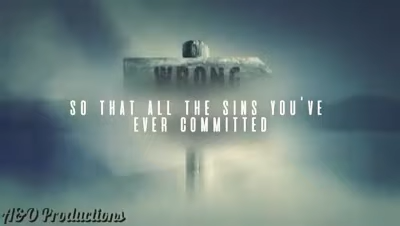 WRONG
SO THAT ALL THE SINS YOU'VE
EVER COMMITTED
A&O Productions